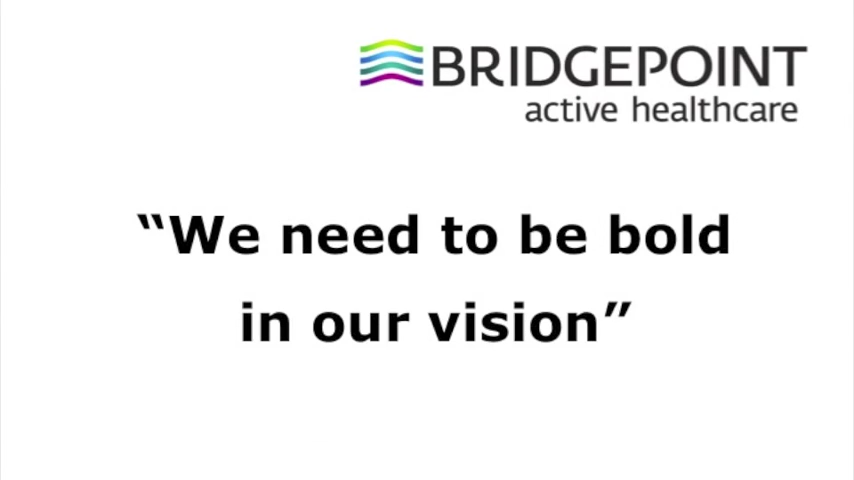 BRIDGEPOINT
active healthcare
“We need to be bold
in our vision”